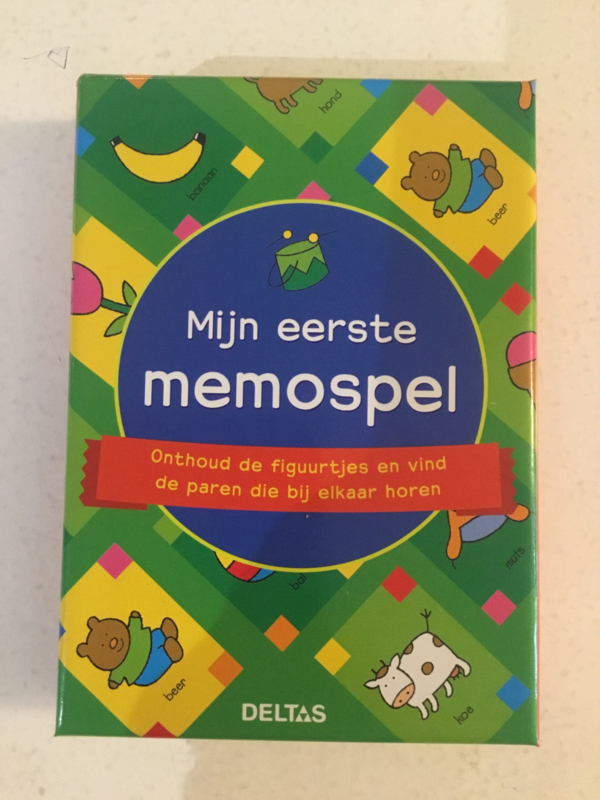 hond
banaan
beer
Mijn eerste
memospel
Onthoud de figuurtjes en vind
de paren die bij elkaar horen
muts
bal
beer
koe
DELTAS